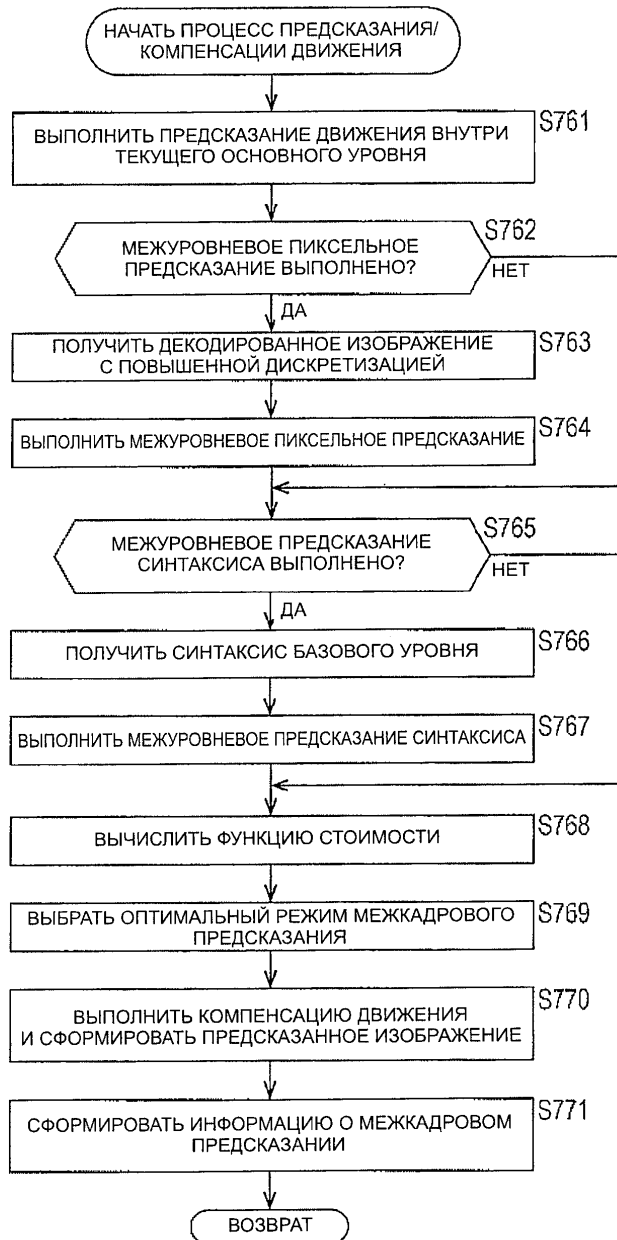 НАЧАТЬ ПРОЦЕСС ПРЕДСКАЗАНИЯ/
КОМПЕНСАЦИИ ДВИЖЕНИЯ
S761
ВЫПОЛНИТЬ ПРЕДСКАЗАНИЕ ДВИЖЕНИЯ ВНУТРИ
ТЕКУЩЕГО ОСНОВНОГО УРОВНЯ
S762
МЕЖУРОВНЕВОЕ ПИКСЕЛЬНОЕ
ПРЕДСКАЗАНИЕ ВЫПОЛНЕНО?
НЕТ
ДА
S763
ПОЛУЧИТЬ ДЕКОДИРОВАННОЕ ИЗОБРАЖЕНИЕ
С ПОВЫШЕННОЙ ДИСКРЕТИЗАЦИЕЙ
S764
ВЫПОЛНИТЬ МЕЖУРОВНЕВОЕ ПИКСЕЛЬНОЕ ПРЕДСКАЗАНИЕ
S765
МЕЖУРОВНЕВОЕ ПРЕДСКАЗАНИЕ
СИНТАКСИСА ВЫПОЛНЕНО?
НЕТ
ДА
S766
ПОЛУЧИТЬ СИНТАКСИС БАЗОВОГО УРОВНЯ
S767
ВЫПОЛНИТЬ МЕЖУРОВНЕВОЕ ПРЕДСКАЗАНИЕ СИНТАКСИСА
S768
ВЫЧИСЛИТЬ ФУНКЦИЮ СТОИМОСТИ
S769
ВЫБРАТЬ ОПТИМАЛЬНЫЙ РЕЖИМ МЕЖКАДРОВОГО
ПРЕДСКАЗАНИЯ
S770
ВЫПОЛНИТЬ КОМПЕНСАЦИЮ ДВИЖЕНИЯ
И СФОРМИРОВАТЬ ПРЕДСКАЗАННОЕ ИЗОБРАЖЕНИЕ
S771
СФОРМИРОВАТЬ ИНФОРМАЦИЮ О МЕЖКАДРОВОМ
ПРЕДСКАЗАНИИ
ВОЗВРАТ